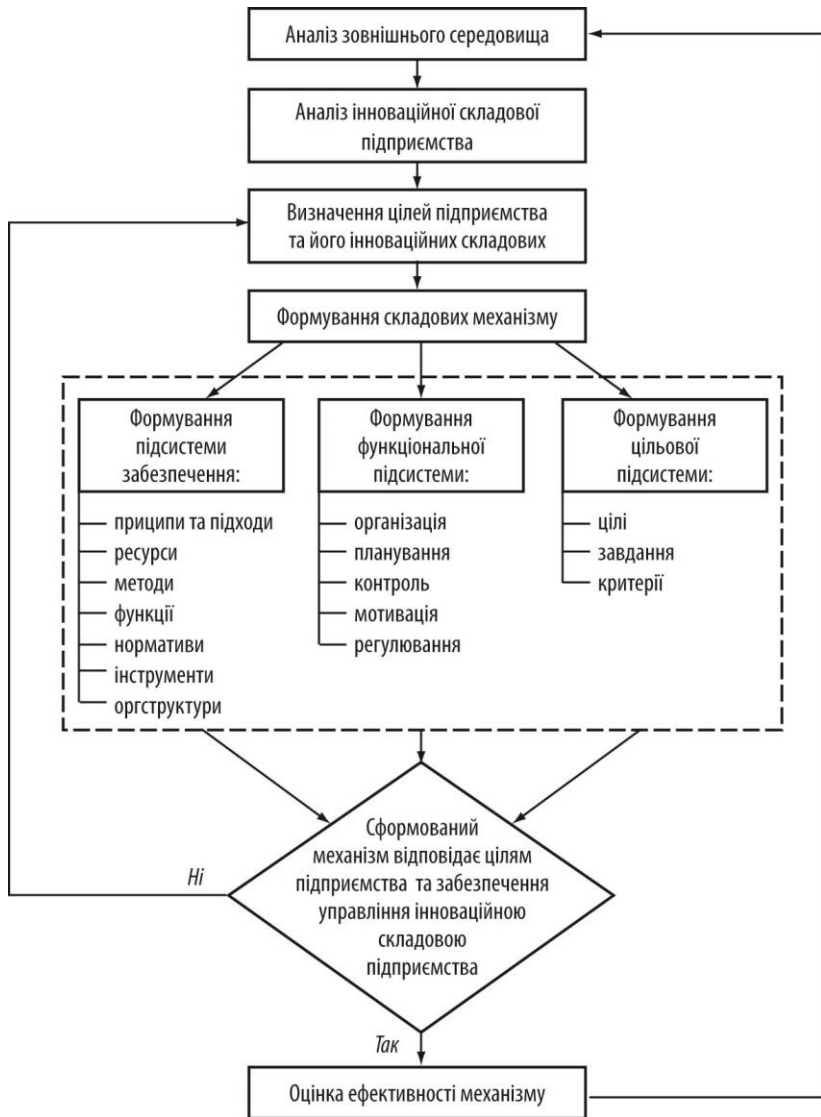 Аналіз зовнішнього середовища
Аналіз інноваційної складової
підприємства
Визначення цілей підприємства
та його інноваційних складових
Формування складових механізму
Формування
підсистеми
забезпечення:
приципи та підходи
ресурси
методи
функції
нормативи
інструменти
оргструктури
Формування
функціональної
підсистеми:
організація
планування
контроль
мотивація
регулювання
Формування
цільової
підсистеми:
цілі
завдання
критерії
Сформований
механізм відповідає цілям
підприємства та забезпечення
управління інноваційною
складовою
підприємства
Ні
Так
Оцінка ефективності механізму